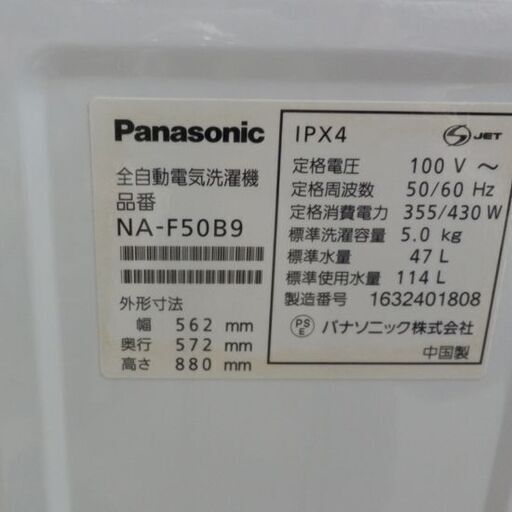 Panasonic
全自動電気洗濯機
品番
NA-F50B9
外形寸法
幅 562 mm
奥行 572 mm
高さ 880 mm
IPX4
S JET
定格電圧 100 V ～
定格周波数 50/60 Hz
定格消費電力 355/430 W
標準洗濯容量 5.0 kg
標準水量 47 L
標準使用水量 114 L
製造番号 1632401808
PS E パナソニック株式会社
中国製